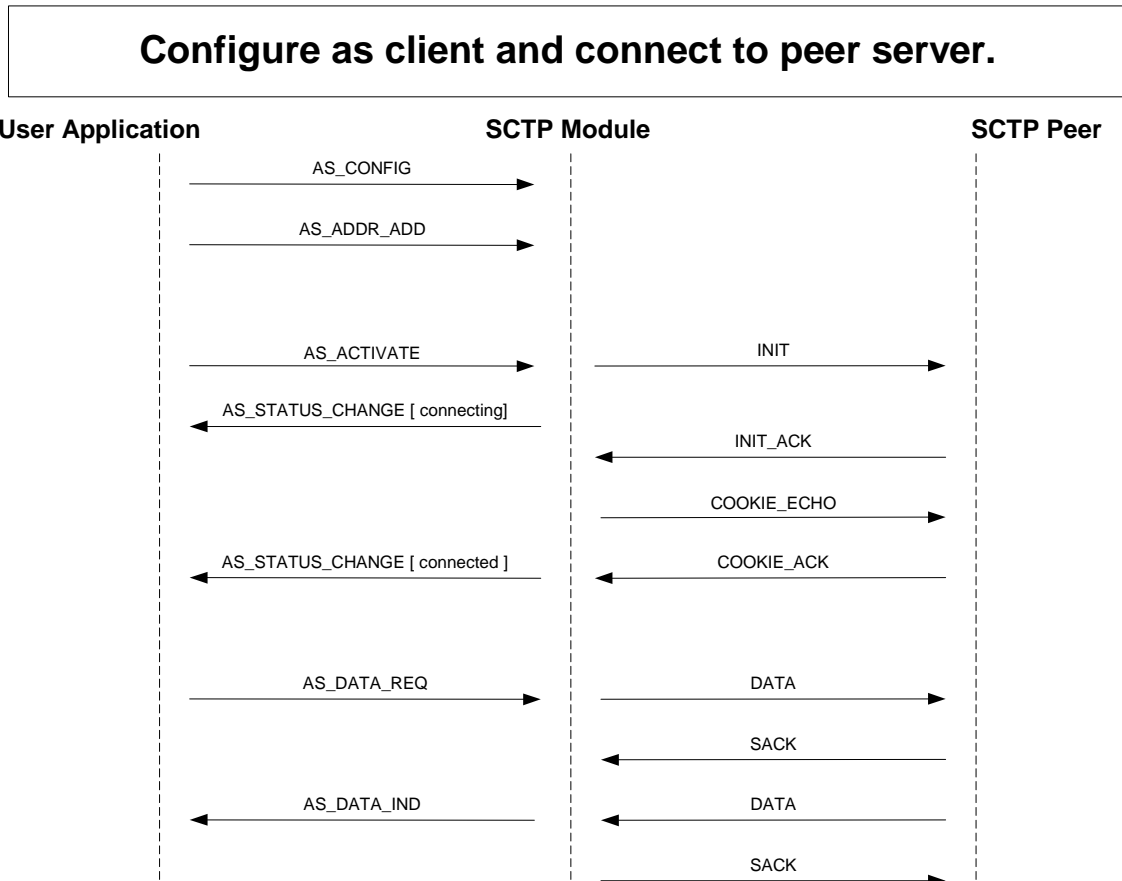 Configure as client and connect to peer server.
User Application SCTP Module SCTP Peer
AS_CONFIG
AS_ADDR_ADD
AS_ACTIVATE INIT
AS_STATUS_CHANGE [ connecting]
INIT_ACK
COOKIE_ECHO
AS_STATUS_CHANGE [ connected ] COOKIE_ACK
AS_DATA_REQ DATA
SACK
AS_DATA_IND DATA
SACK